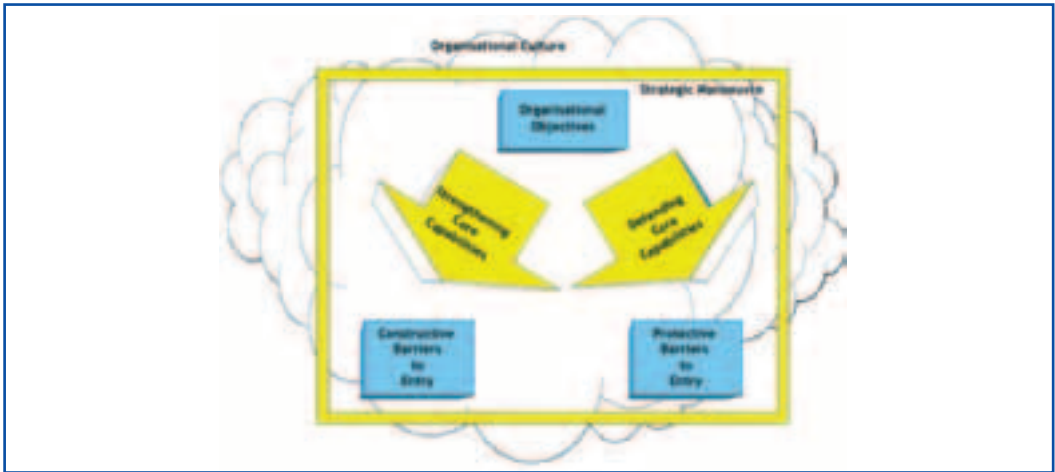 Organisational Culture
Strategic Manoeuvre
Organisational
Objectives
Strengthening
Core
Capabilities
Defending
Core
Capabilities
Constructive
Barriers
to
Entry
Protective
Barriers
to
Entry